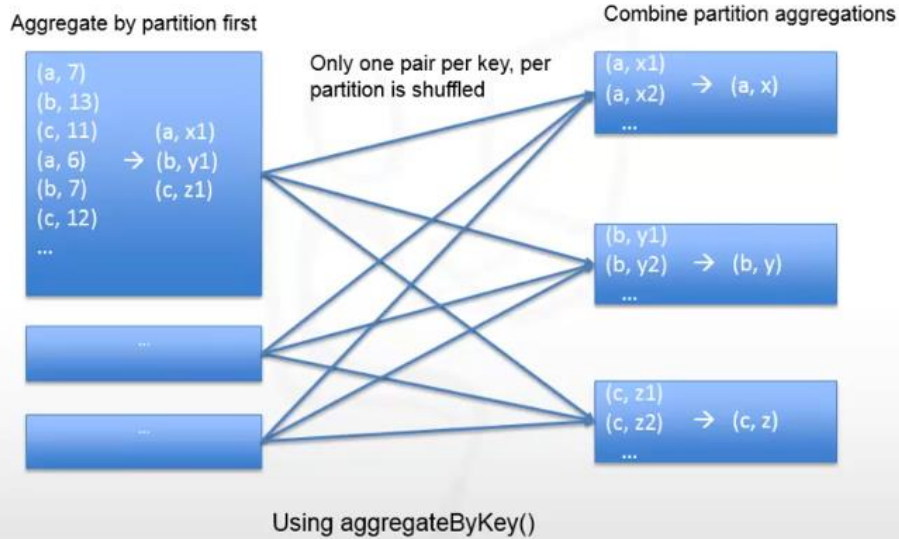 Aggregate by partition first
Combine partition aggregations
(a, 7)
(b, 13)
(c, 11)
(a, 6)
(b, 7)
(c, 12)
...
→
(a, x1)
(b, y1)
(c, z1)
Only one pair per key, per
partition is shuffled
(a, x1)
(a, x2) → (a, x)
...
(b, y1)
(b, y2) → (b, y)
...
...
...
(c, z1)
(c, z2) → (c, z)
...
Using aggregateByKey()